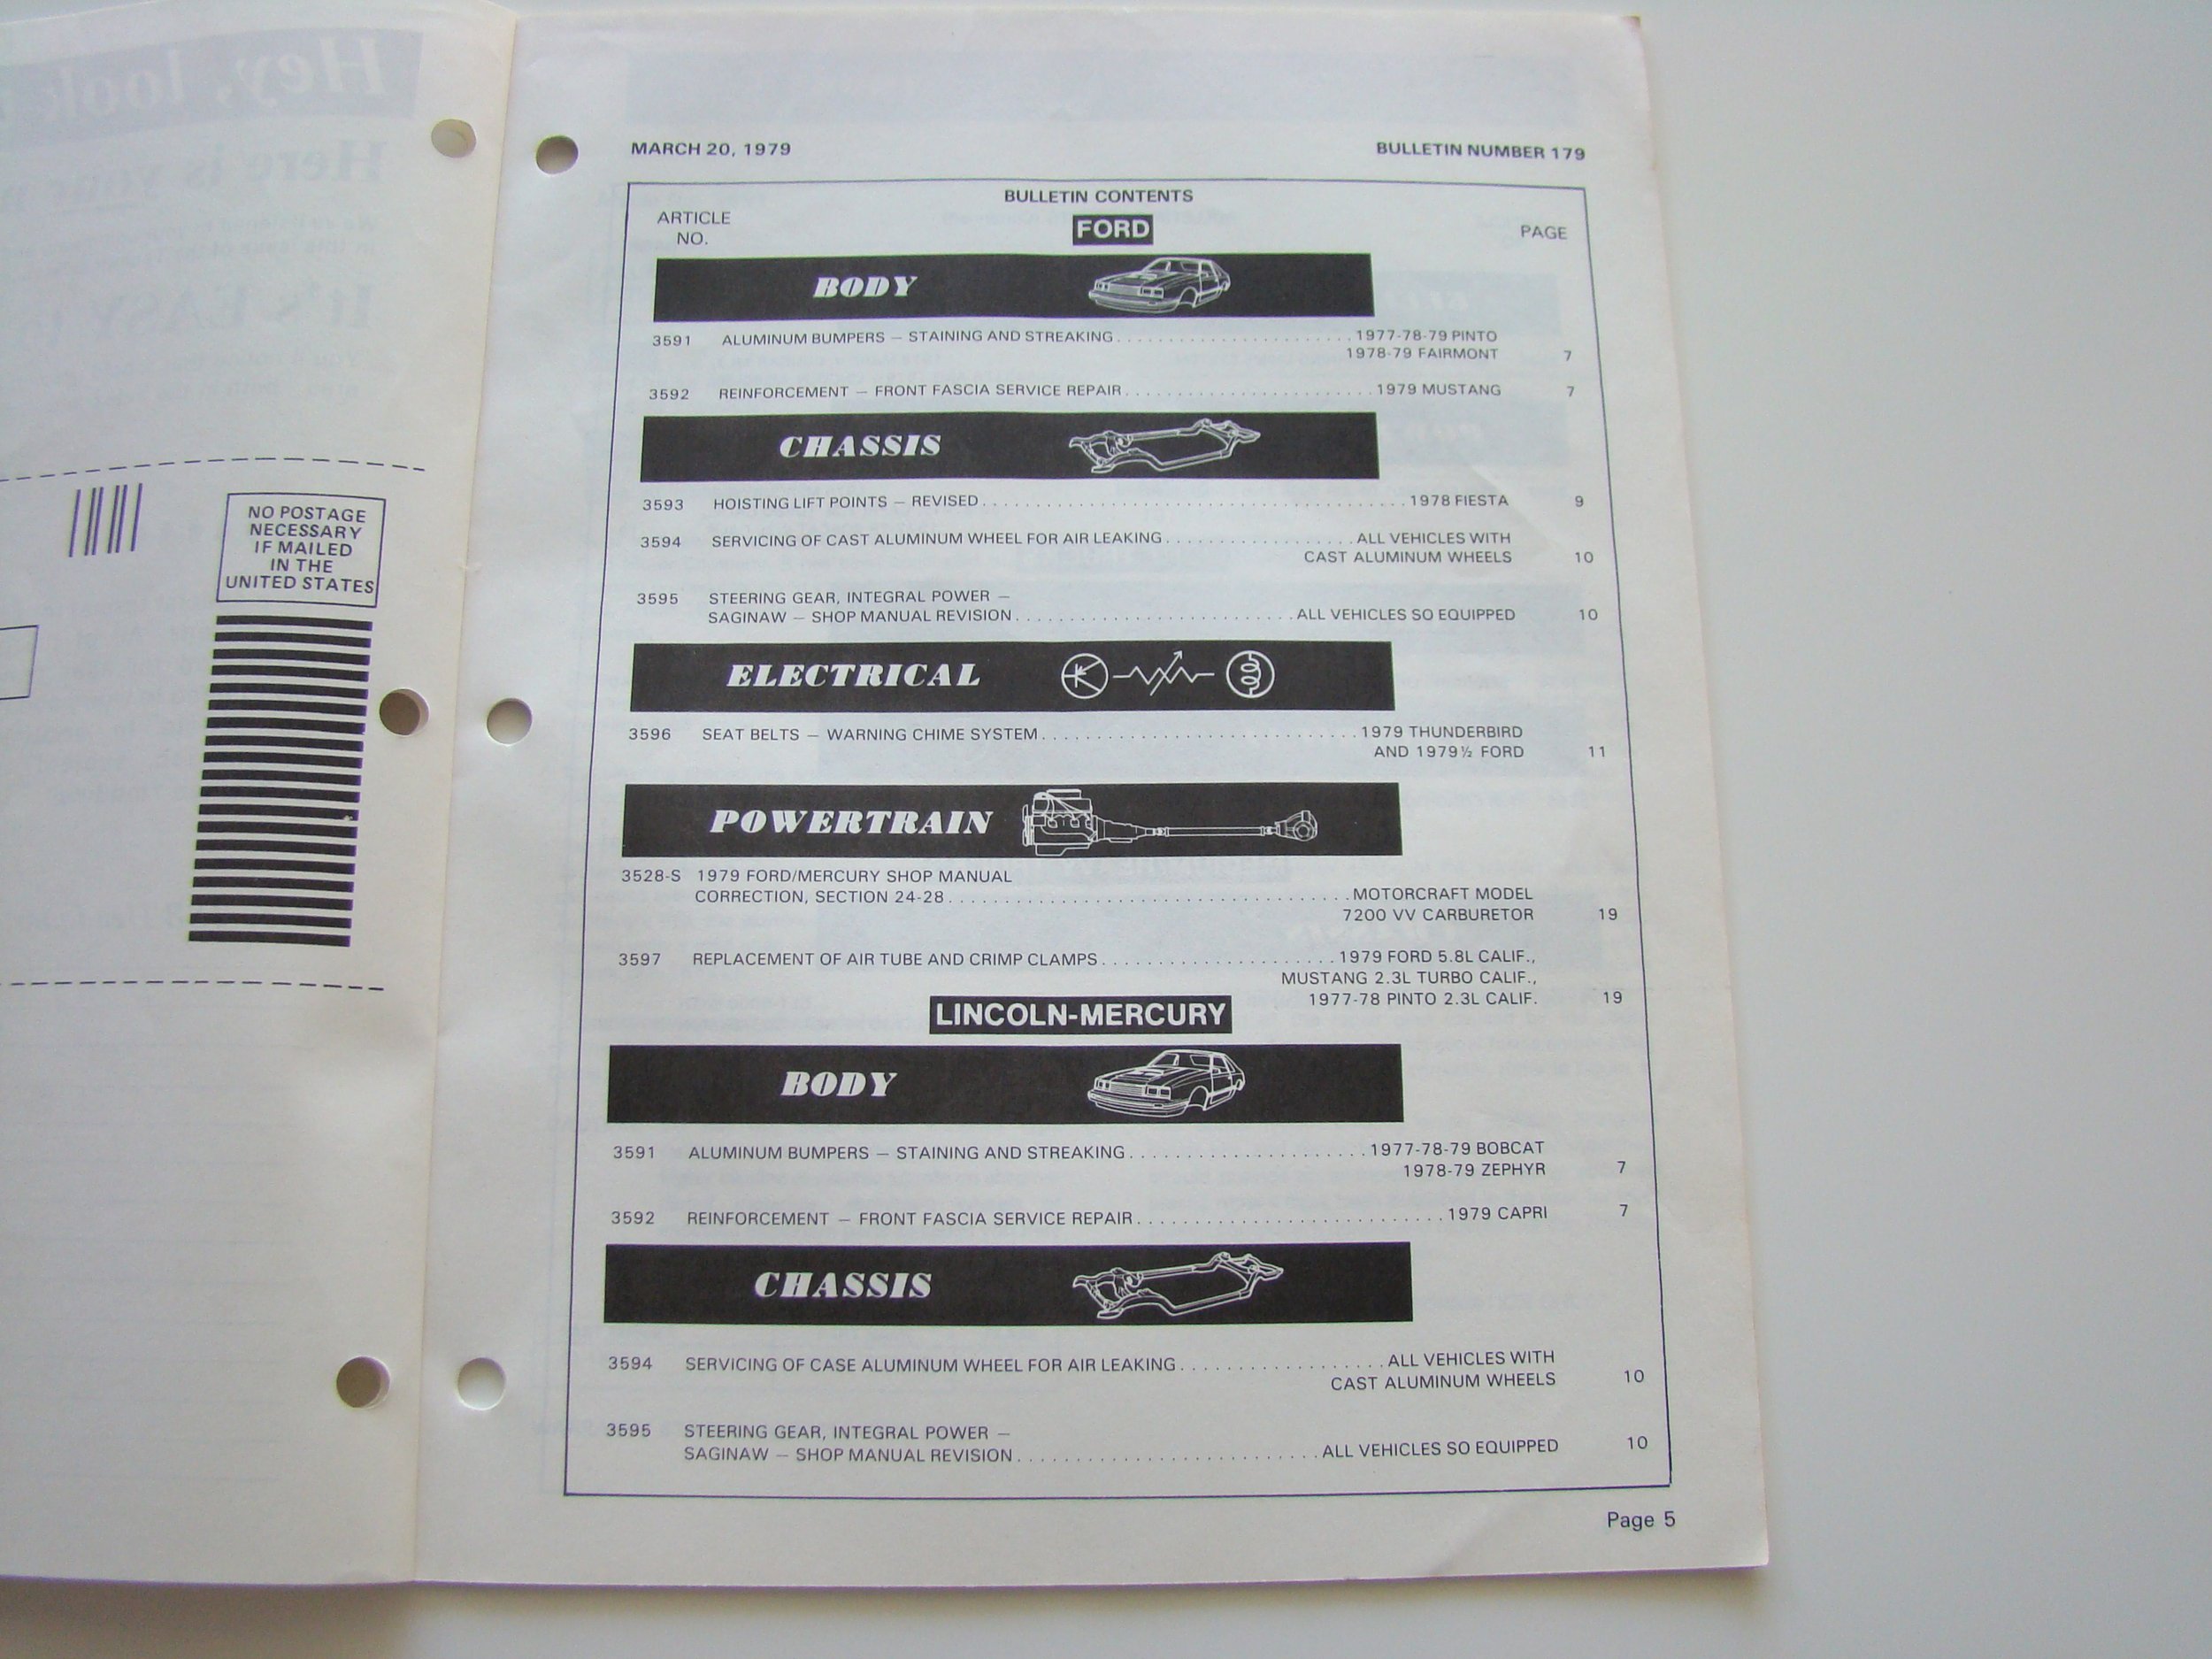 Hey, look
Here is your
It's EASY
NO POSTAGE
NECESSARY
IF MAILED
IN THE
UNITED STATES
MARCH 20, 1979 BULLETIN NUMBER 179
BULLETIN CONTENTS
ARTICLE
NO. FORD PAGE
BODY
3591 ALUMINUM BUMPERS — STAINING AND STREAKING 1977-78-79 PINTO
1978-79 FAIRMONT 7
3592 REINFORCEMENT — FRONT FASCIA SERVICE REPAIR 1979 MUSTANG 7
CHASSIS
3593 HOISTING LIFT POINTS — REVISED 1978 FIESTA 9
3594 SERVICING OF CAST ALUMINUM WHEEL FOR AIR LEAKING ALL VEHICLES WITH
CAST ALUMINUM WHEELS 10
3595 STEERING GEAR, INTEGRAL POWER —
SAGINAW — SHOP MANUAL REVISION ALL VEHICLES SO EQUIPPED 10
ELECTRICAL
3596 SEAT BELTS — WARNING CHIME SYSTEM 1979 THUNDERBIRD
AND 1979½ FORD 11
POWERTRAIN
3528-S 1979 FORD/MERCURY SHOP MANUAL
CORRECTION, SECTION 24-28 MOTORCRAFT MODEL
7200 VV CARBURETOR 19
3597 REPLACEMENT OF AIR TUBE AND CRIMP CLAMPS 1979 FORD 5.8L CALIF.,
MUSTANG 2.3L TURBO CALIF.,
1977-78 PINTO 2.3L CALIF. 19
LINCOLN-MERCURY
BODY
3591 ALUMINUM BUMPERS — STAINING AND STREAKING 1977-78-79 BOBCAT
1978-79 ZEPHYR 7
3592 REINFORCEMENT — FRONT FASCIA SERVICE REPAIR 1979 CAPRI 7
CHASSIS
3594 SERVICING OF CASE ALUMINUM WHEEL FOR AIR LEAKING ALL VEHICLES WITH
CAST ALUMINUM WHEELS 10
3595 STEERING GEAR, INTEGRAL POWER —
SAGINAW — SHOP MANUAL REVISION ALL VEHICLES SO EQUIPPED 10
Page 5